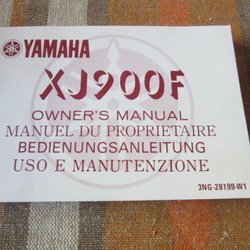 YAMAHA
XJ900F
OWNER'S MANUAL
MANUEL DU PROPRIETAIRE
BEDIENUNGSANLEITUNG
USO E MANUTENZIONE
3NG-28199-W1